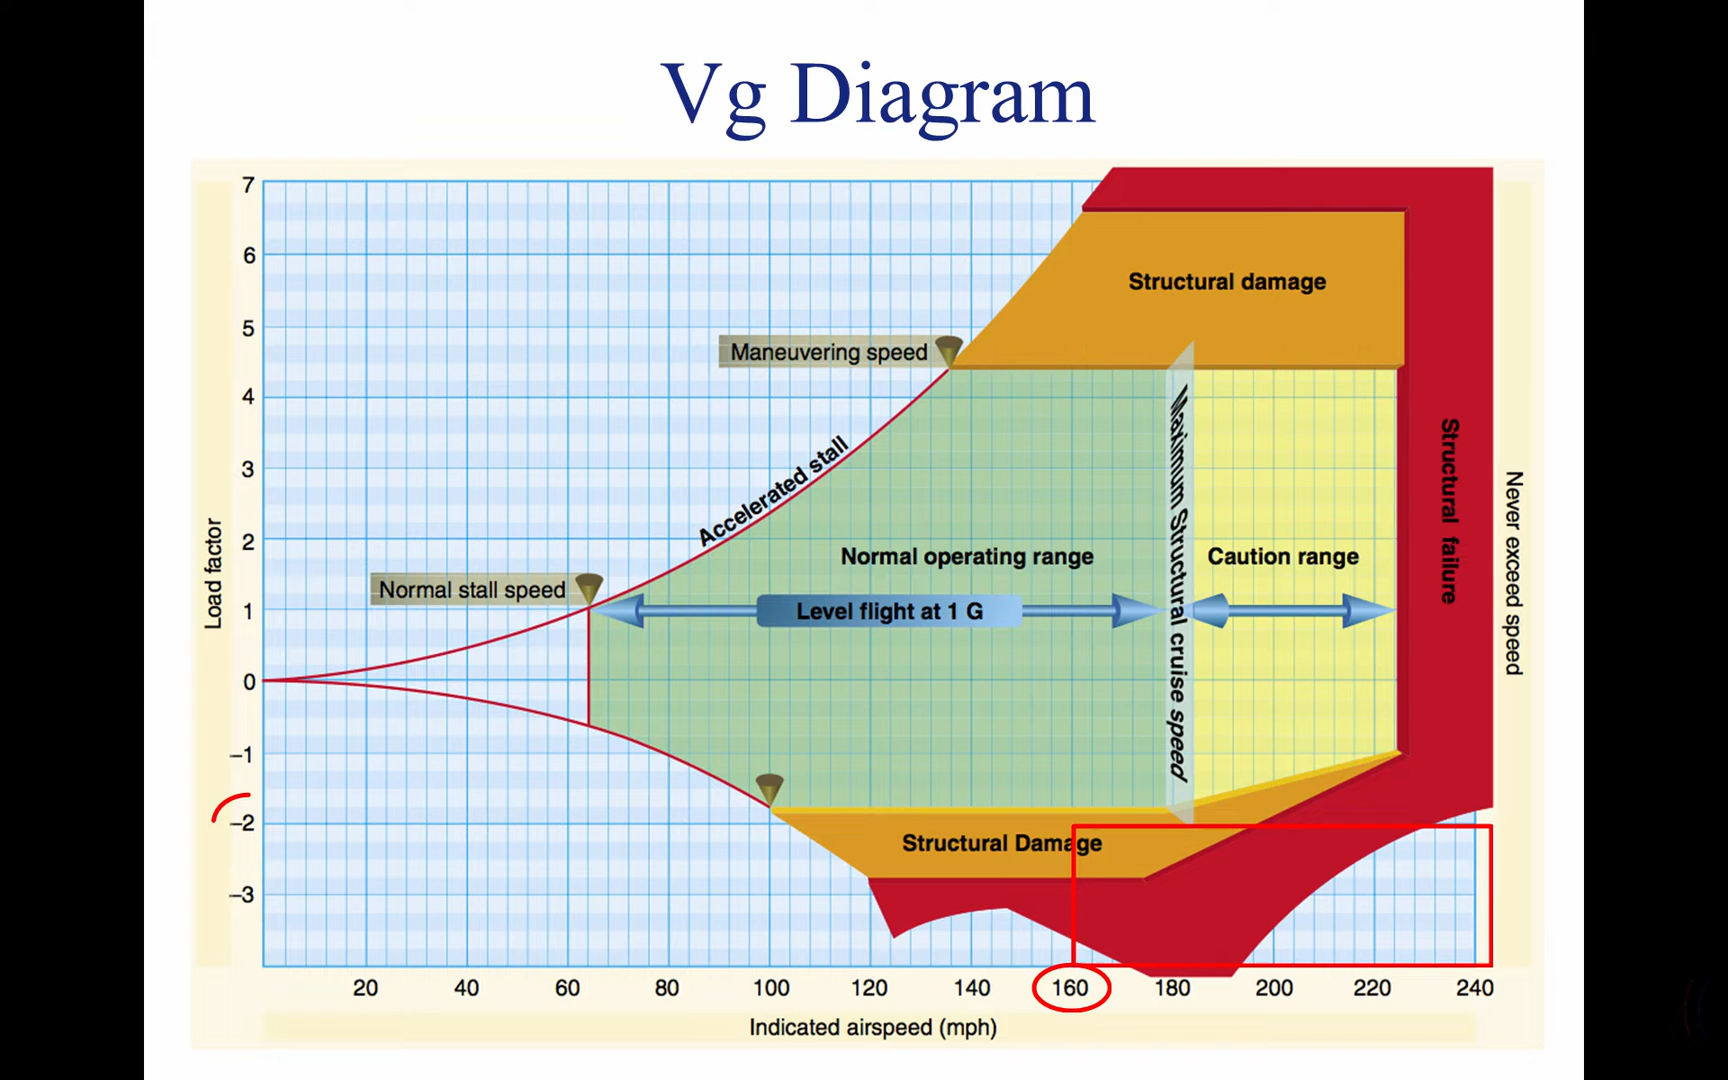 Vg Diagram
7
6
5
4
3
2
1
0
–1
–2
–3
Load factor
Structural damage
Maneuvering speed
Accelerated stall
Normal stall speed
Normal operating range
Level flight at 1 G
Maximum Structural cruise speed
Caution range
Structural failure
Never exceed speed
Structural Damage
20 40 60 80 100 120 140 160 180 200 220 240
Indicated airspeed (mph)